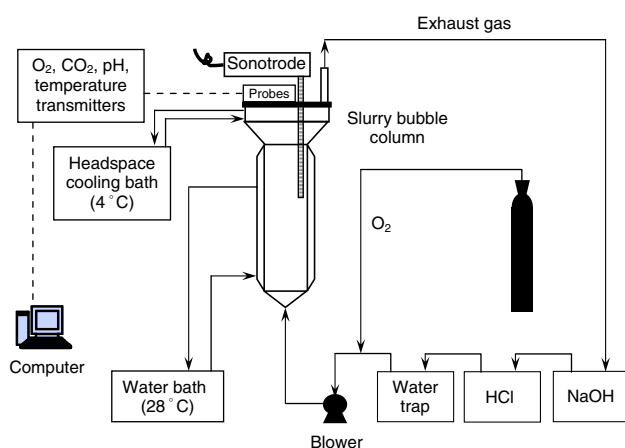 Exhaust gas
Sonotrode
O₂, CO₂, pH,
temperature
transmitters
Probes
Slurry bubble
column
Headspace
cooling bath
(4 °C)
O₂
Computer
Water bath
(28 °C)
Water
trap
HCl
NaOH
Blower